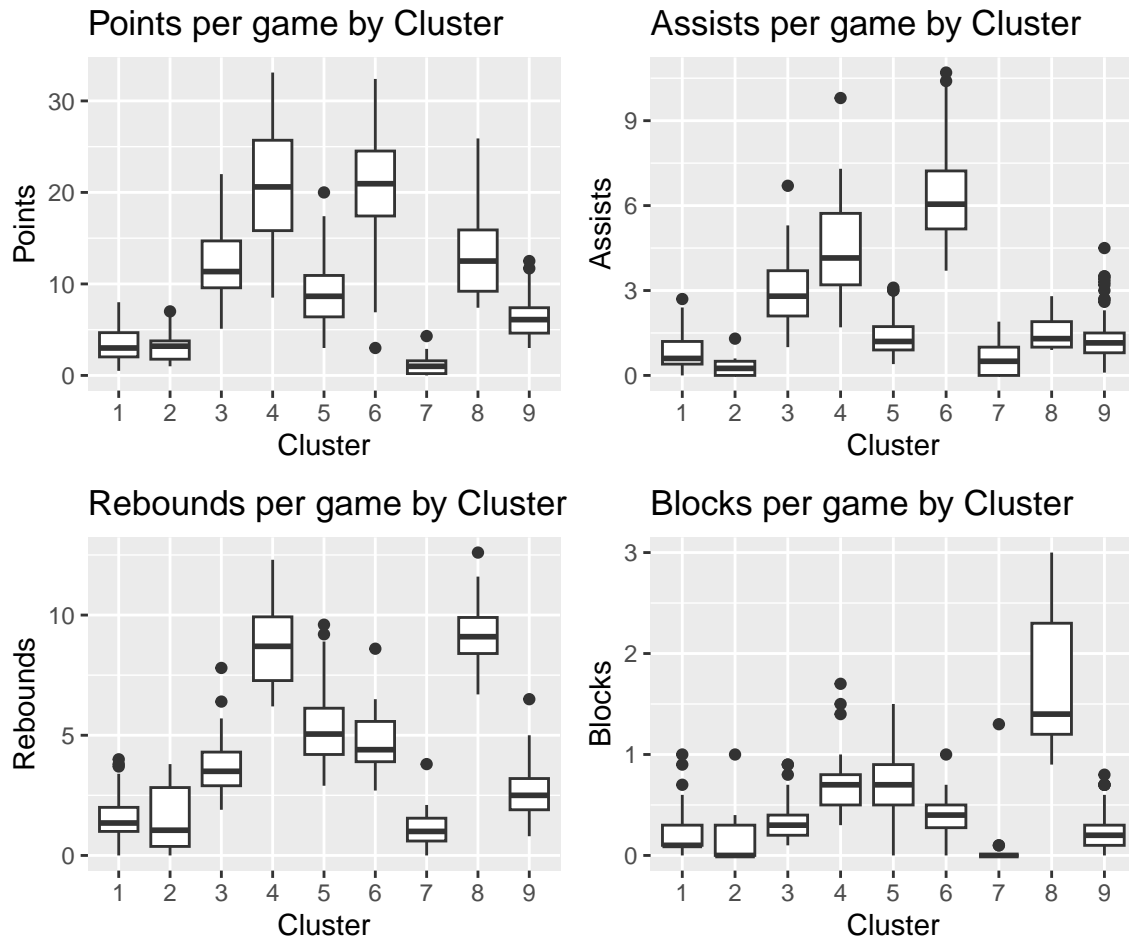 Points per game by Cluster
30
20
10
0
Points
1 2 3 4 5 6 7 8 9
Cluster
Assists per game by Cluster
9
6
3
0
Assists
1 2 3 4 5 6 7 8 9
Cluster
Rebounds per game by Cluster
10
5
0
Rebounds
1 2 3 4 5 6 7 8 9
Cluster
Blocks per game by Cluster
3
2
1
0
Blocks
1 2 3 4 5 6 7 8 9
Cluster